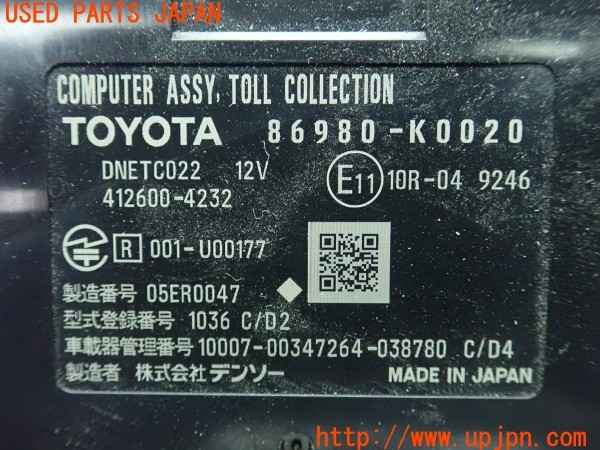 USED PARTS JAPAN
COMPUTER ASSY, TOLL COLLECTION
TOYOTA 86980-K0020
DNETC022 12V
412600-4232
E11 10R-04 9246
R 001-U00177
製造番号 05ER0047
型式登録番号 1036 C/D2
車載器管理番号 10007-00347264-038780 C/D4
製造者 株式会社デンソー MADE IN JAPAN
http://www.upjpn.com